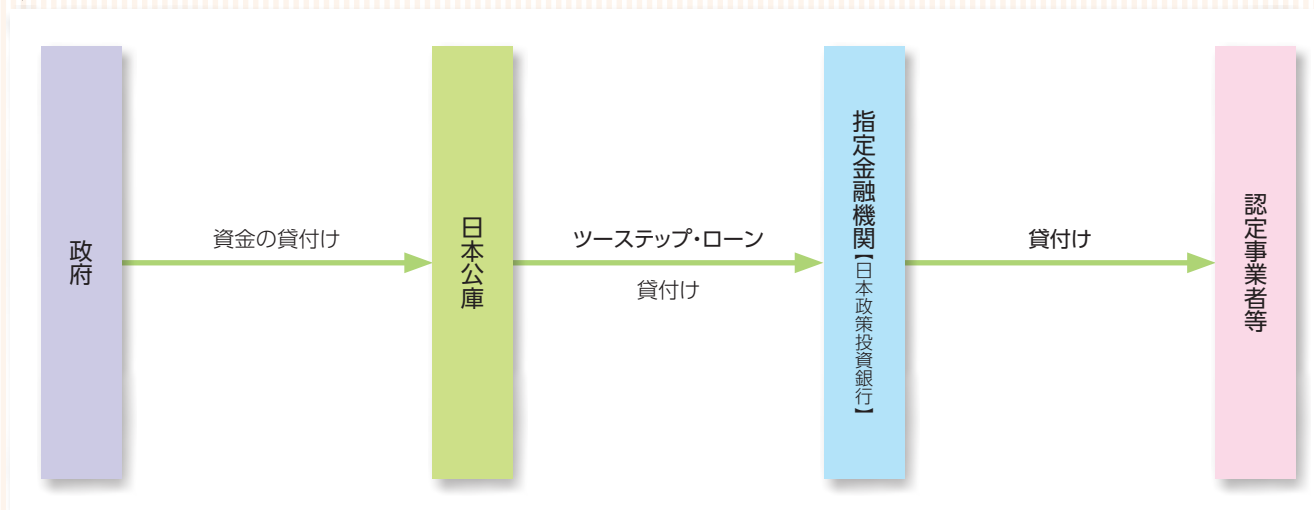 政府
資金の貸付け
日本公庫
ツーステップ・ローン
貸付け
指定金融機関【日本政策投資銀行】
貸付け
認定事業者等